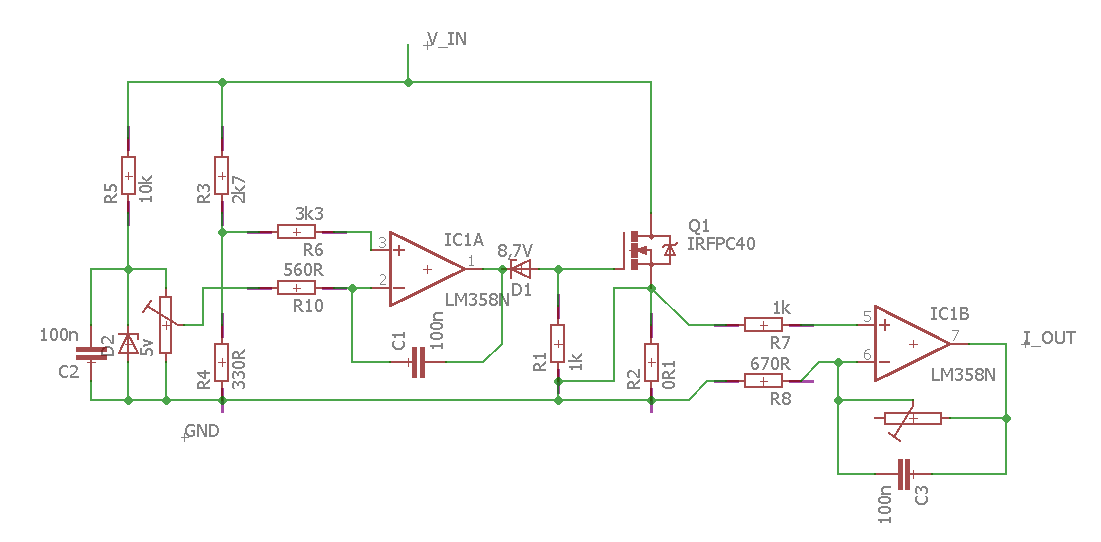 V_IN
R5
10k
R3
2k7
3k3
R6
560R
R10
3
2
1
+
-
IC1A
LM358N
8,7V
D1
Q1
IRFPC40
100n
C2
D2
5v
R4
330R
C1
100n
R1
1k
R2
0R1
1k
R7
670R
R8
5
6
7
+
-
IC1B
LM358N
I_OUT
GND
100n
C3